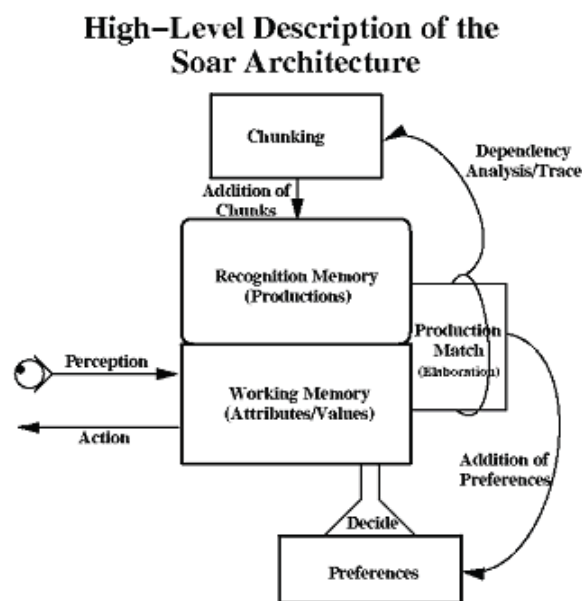 High–Level Description of the
Soar Architecture
Chunking
Dependency
Analysis/Trace
Addition of
Chunks
Recognition Memory
(Productions)
Production
Match
(Elaboration)
Perception
Working Memory
(Attributes/Values)
Action
Addition of
Preferences
Decide
Preferences